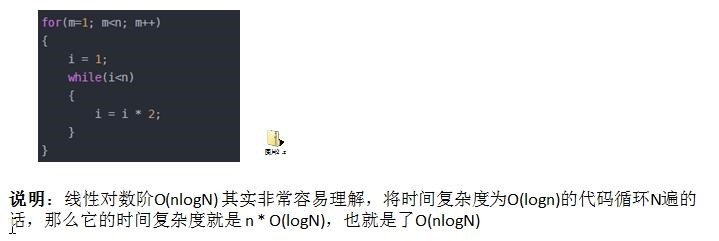 for(m=1; m<n; m++)
{
i = 1;
while(i<n)
{
i = i * 2;
}
}
说明：线性对数阶O(nlogN) 其实非常容易理解，将时间复杂度为O(logn)的代码循环N遍的
话，那么它的时间复杂度就是 n * O(logN)，也就是了O(nlogN)